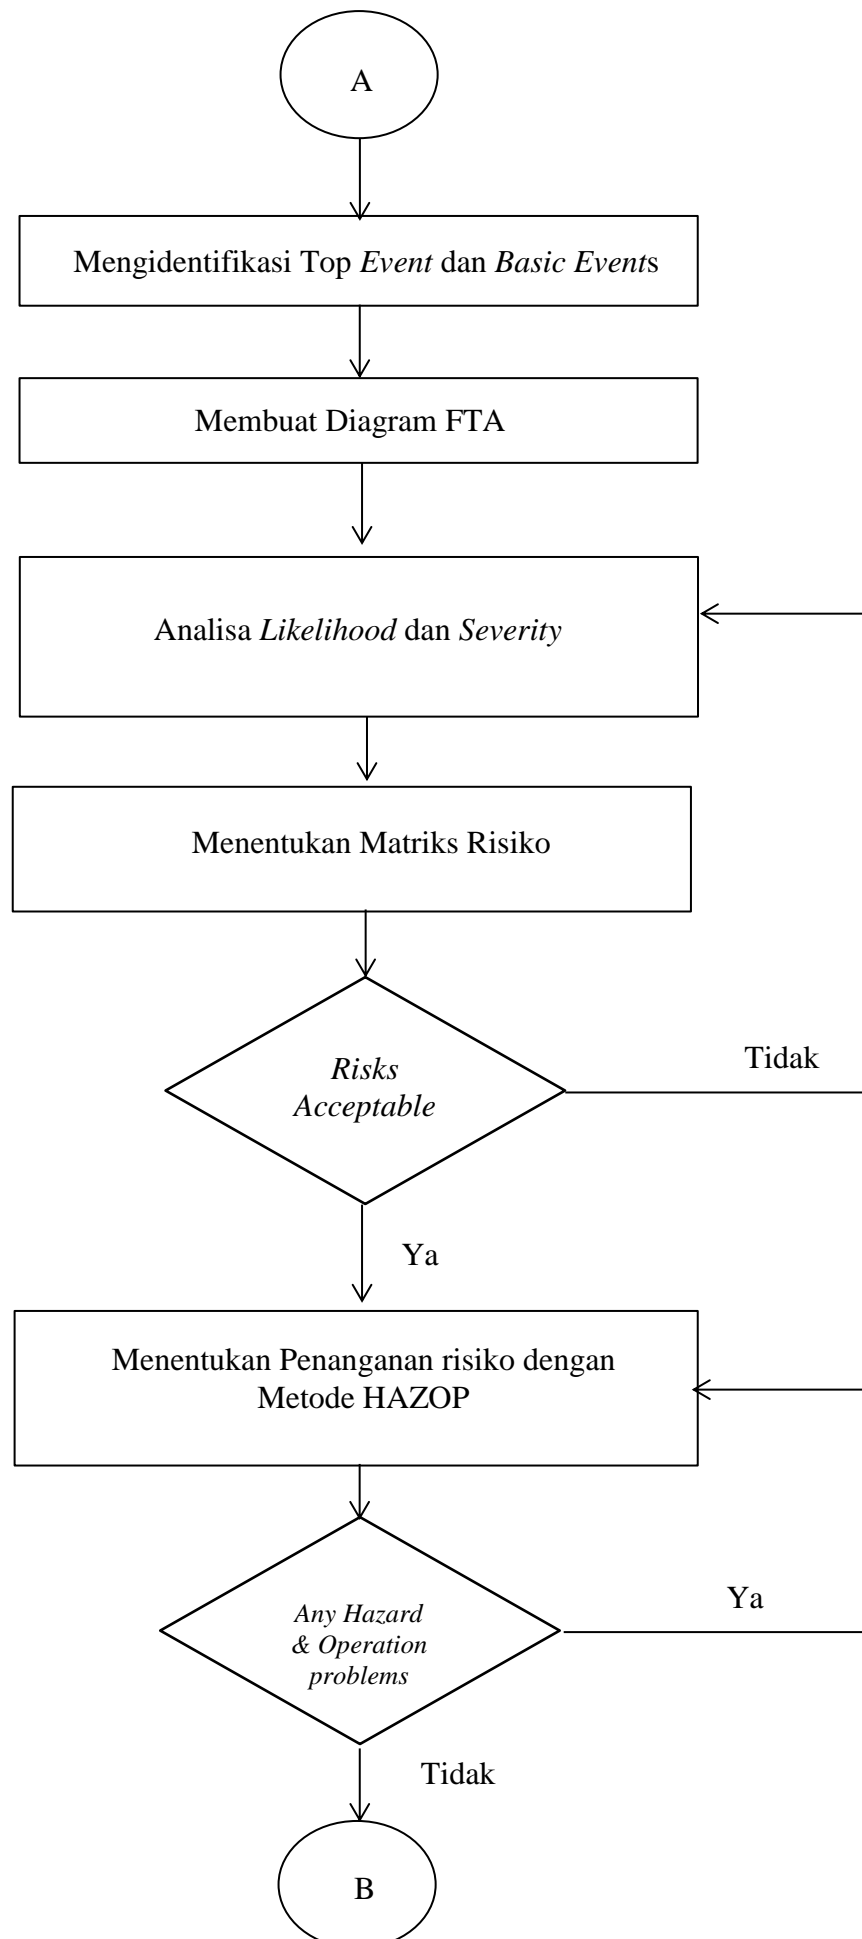 A
Mengidentifikasi Top Event dan Basic Events
Membuat Diagram FTA
Analisa Likelihood dan Severity
Menentukan Matriks Risiko
Risks
Acceptable
Tidak
Ya
Menentukan Penanganan risiko dengan
Metode HAZOP
Any Hazard
& Operation
problems
Ya
Tidak
B